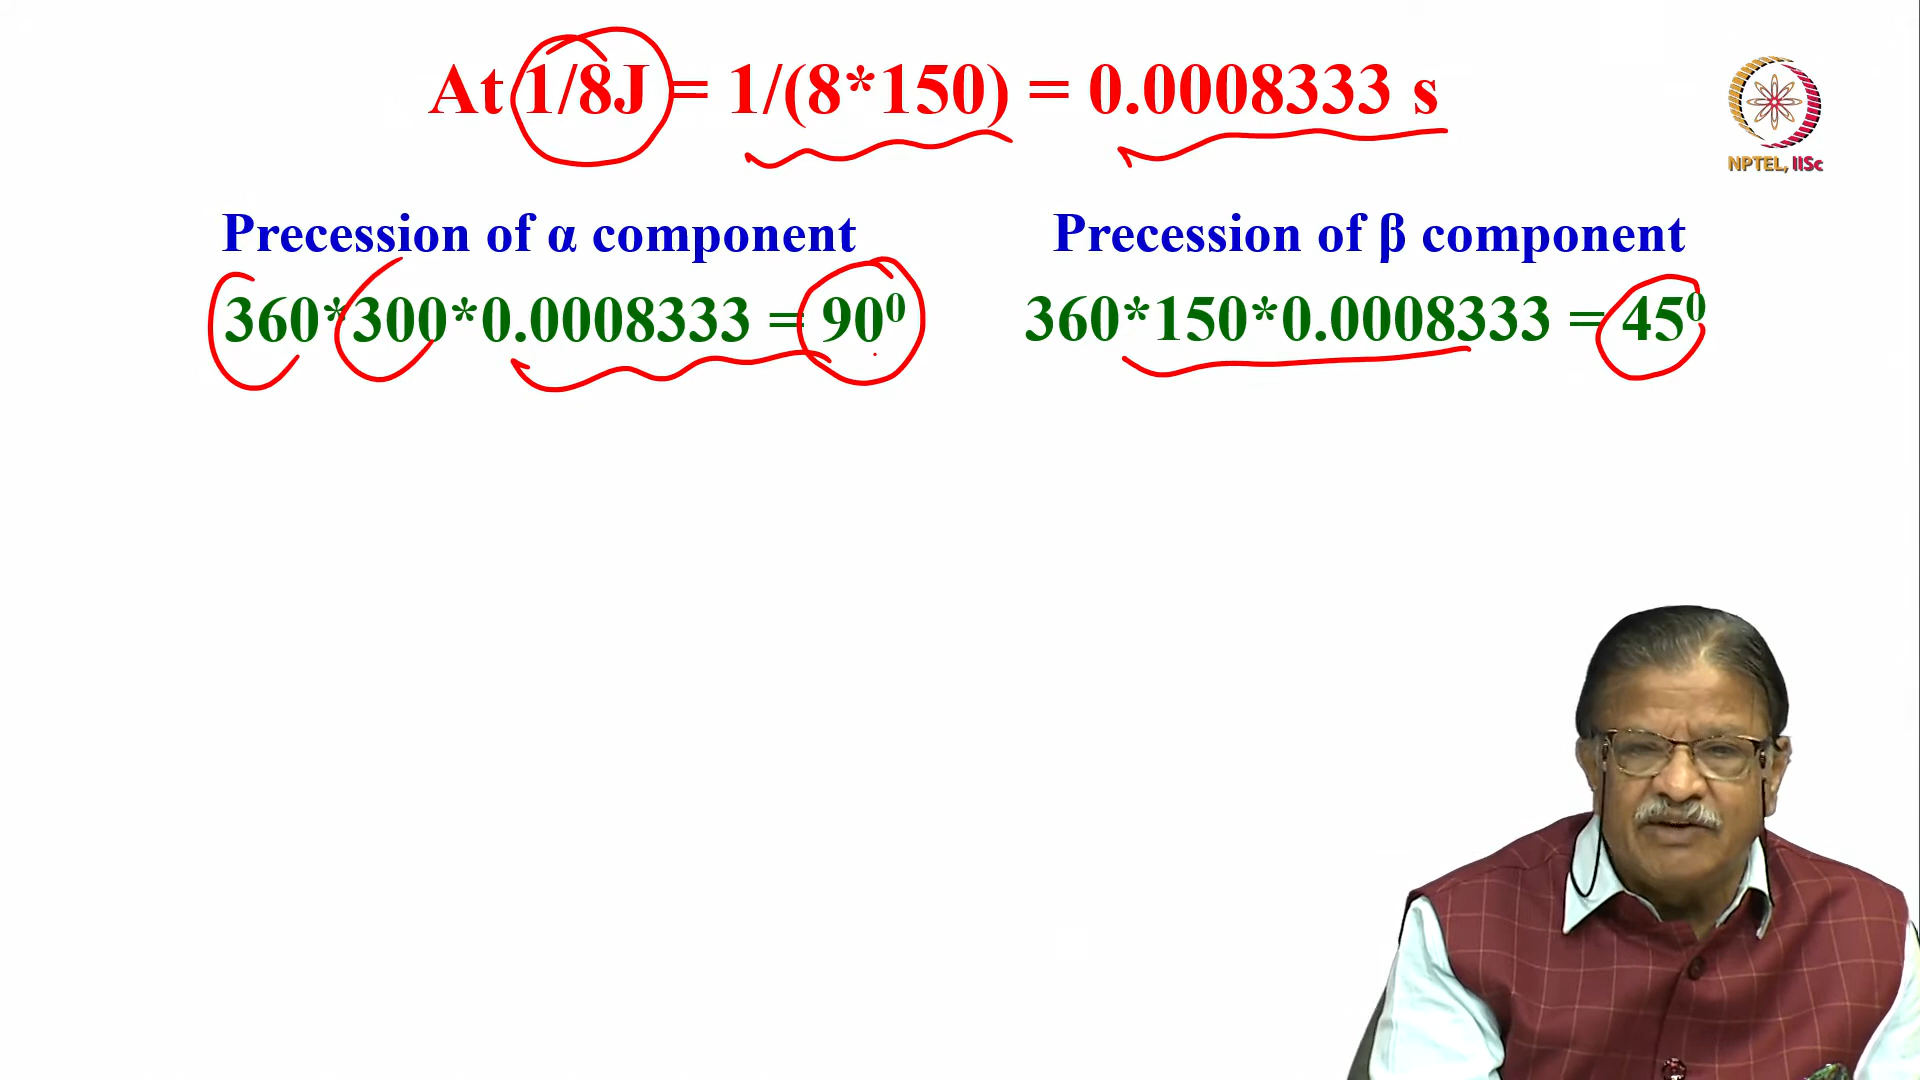 At 1/8J = 1/(8*150) = 0.0008333 s
NPTEL, IISc
Precession of α component
360*300*0.0008333 = 90⁰
Precession of β component
360*150*0.0008333 = 45⁰